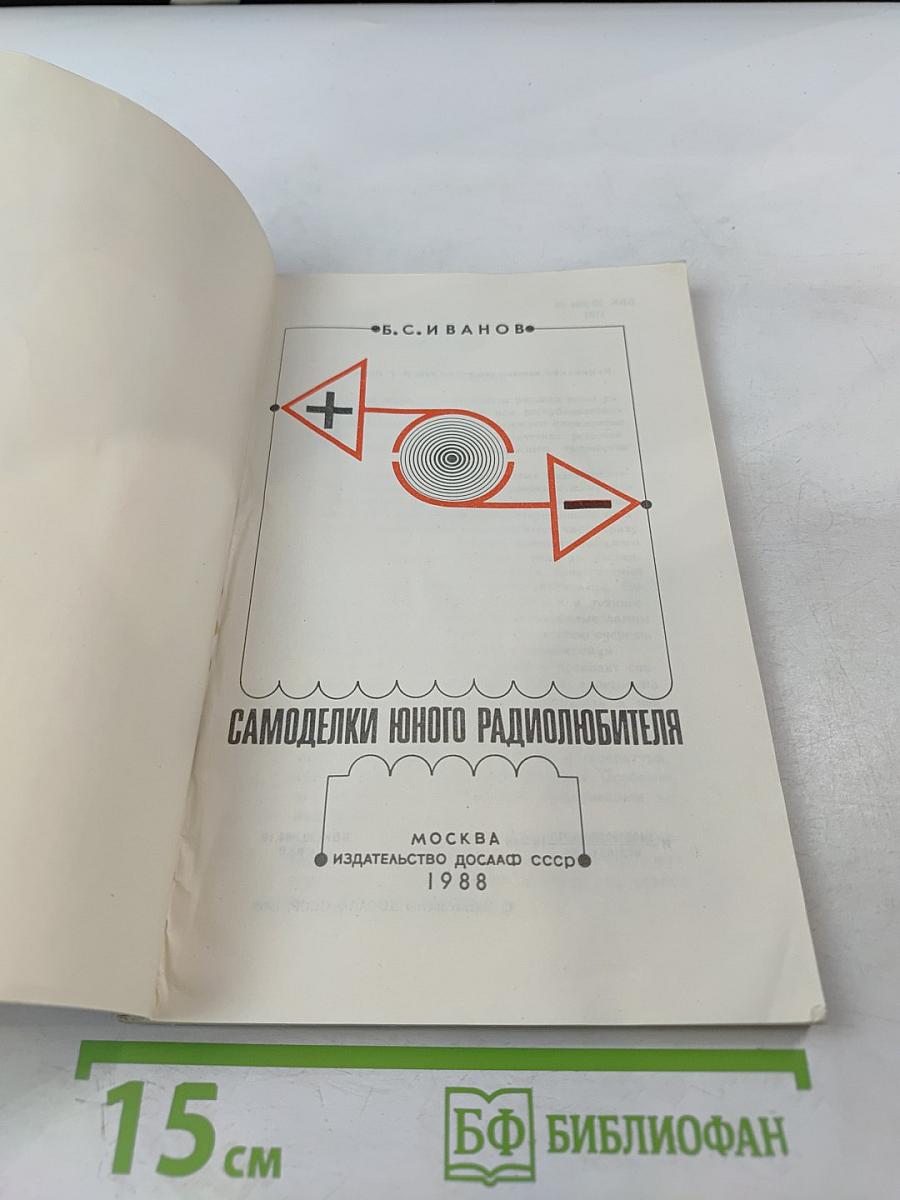 Б.С.ИВАНОВ
САМОДЕЛКИ ЮНОГО РАДИОЛЮБИТЕЛЯ
МОСКВА
ИЗДАТЕЛЬСТВО ДОСААФ СССР
1988
15 см
БФ БИБЛИОФАН